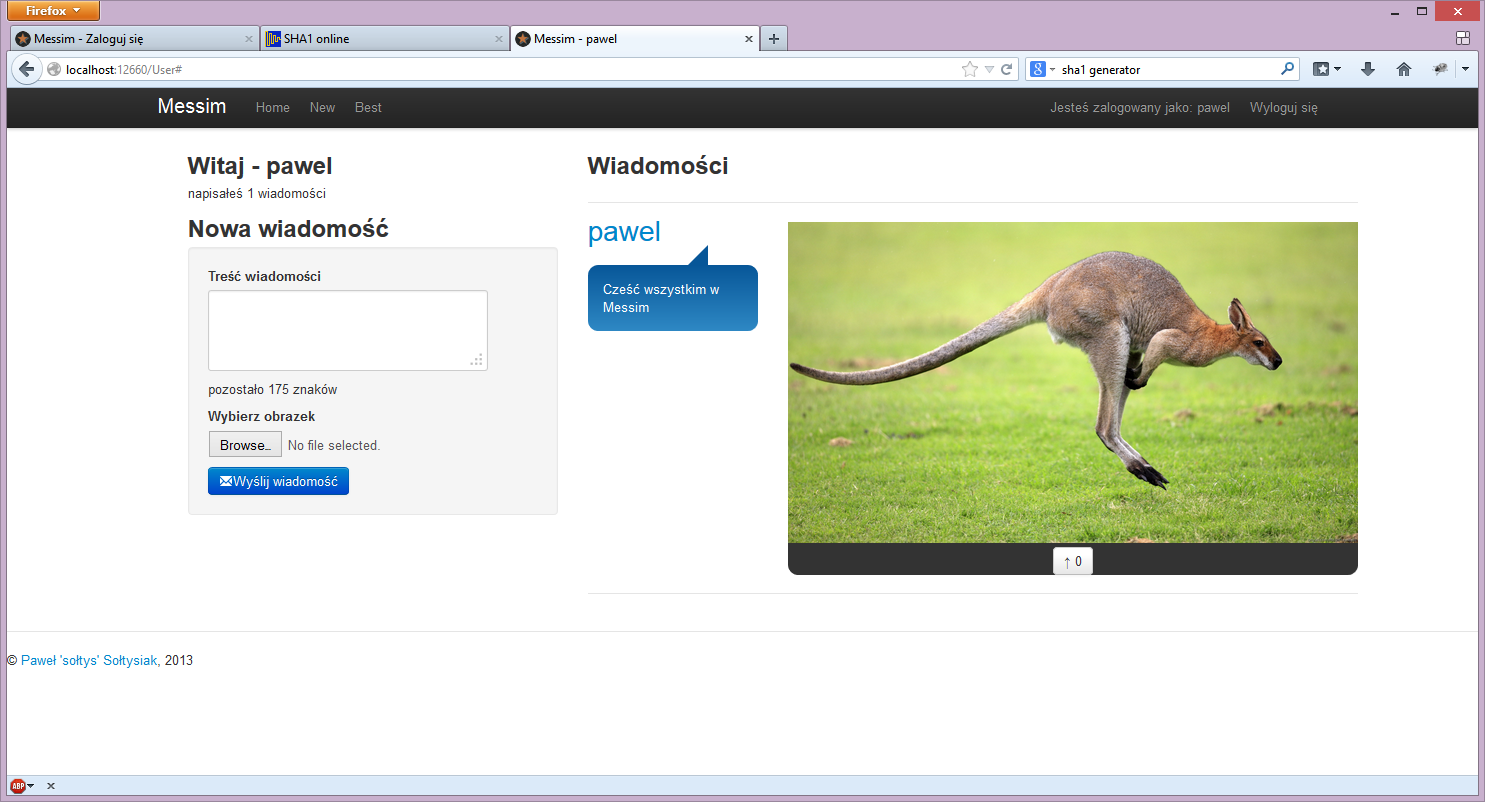 Firefox
Messim - Zaloguj się
SHA1 online
Messim - pawel
localhost:12660/User#
sha1 generator
Messim Home New Best Jesteś zalogowany jako: pawel Wyloguj się
Witaj - pawel
napisałeś 1 wiadomości
Nowa wiadomość
Treść wiadomości
pozostało 175 znaków
Wybierz obrazek
Browse… No file selected.
Wyślij wiadomość
Wiadomości
pawel
Cześć wszystkim w
Messim
↑ 0
© Paweł 'sołtys' Sołtysiak, 2013
ABP